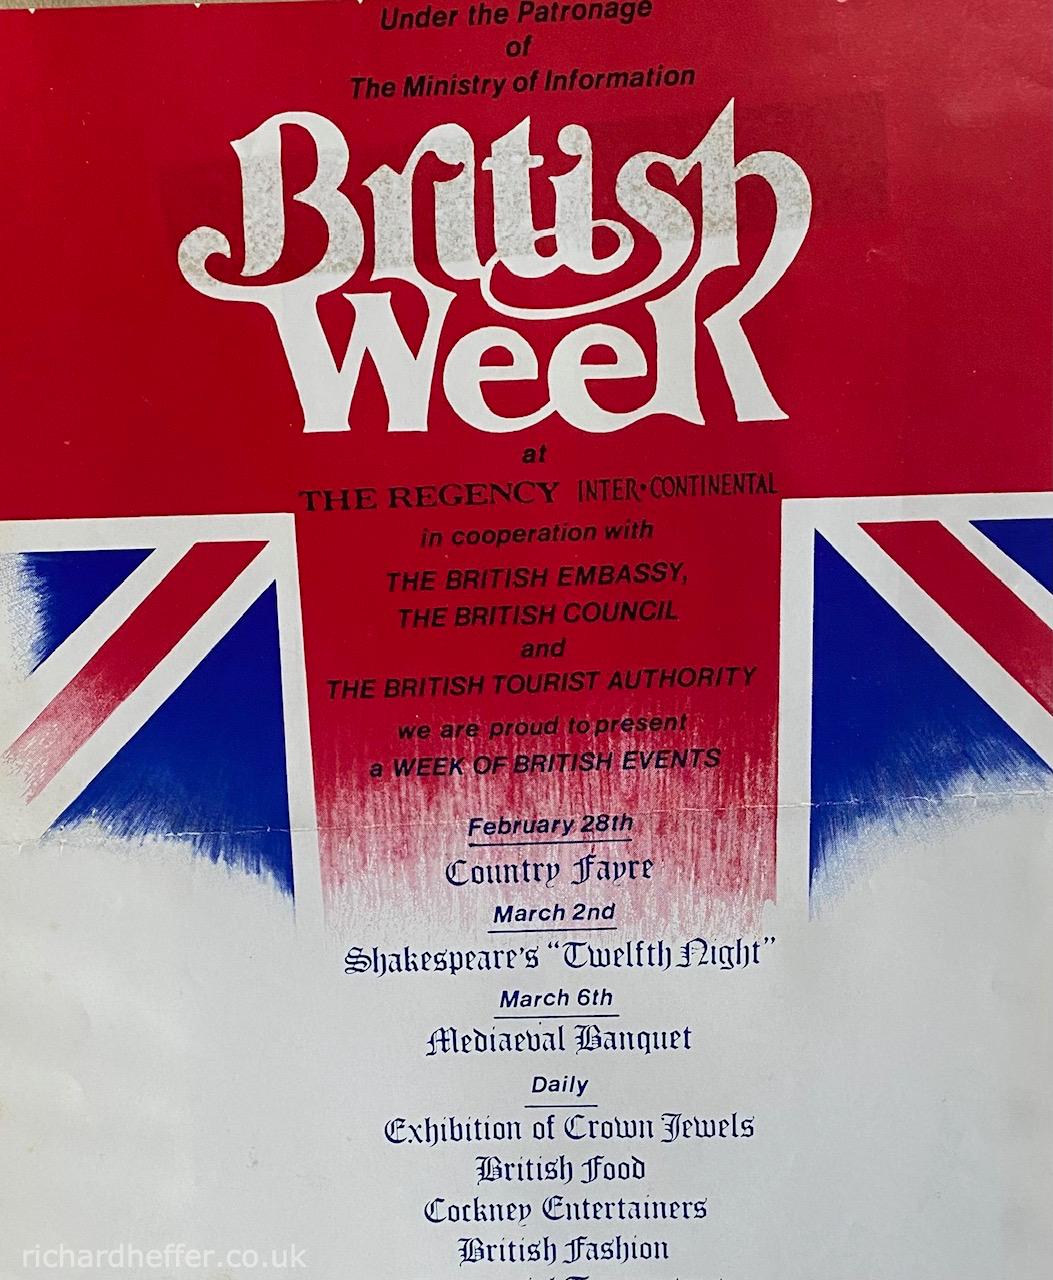 Under the Patronage
of
The Ministry of Information
British
Week
at
THE REGENCY INTER•CONTINENTAL
in cooperation with
THE BRITISH EMBASSY,
THE BRITISH COUNCIL
and
THE BRITISH TOURIST AUTHORITY
we are proud to present
a WEEK OF BRITISH EVENTS
February 28th
Country Fayre
March 2nd
Shakespeare's “Twelfth Night”
March 6th
Mediaeval Banquet
Daily
Exhibition of Crown Jewels
British Food
Cockney Entertainers
British Fashion
richardheffer.co.uk